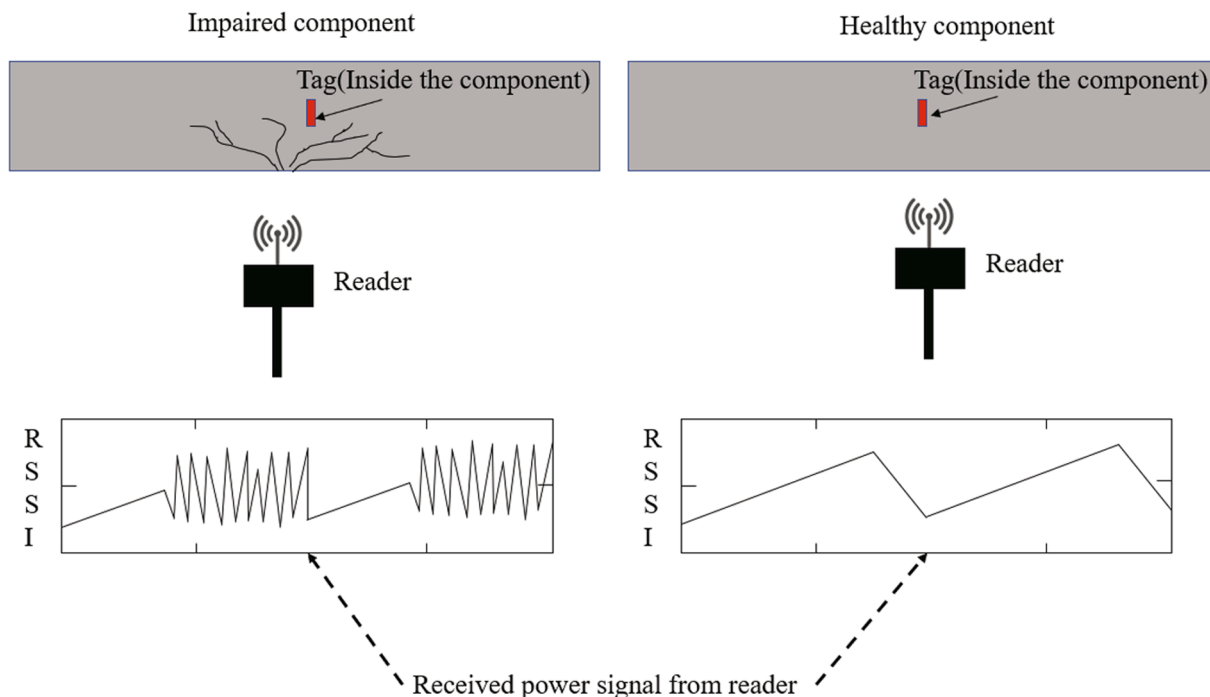 Impaired component
Healthy component
Tag(Inside the component)
Tag(Inside the component)
Reader
Reader
R
S
S
I
R
S
S
I
Received power signal from reader